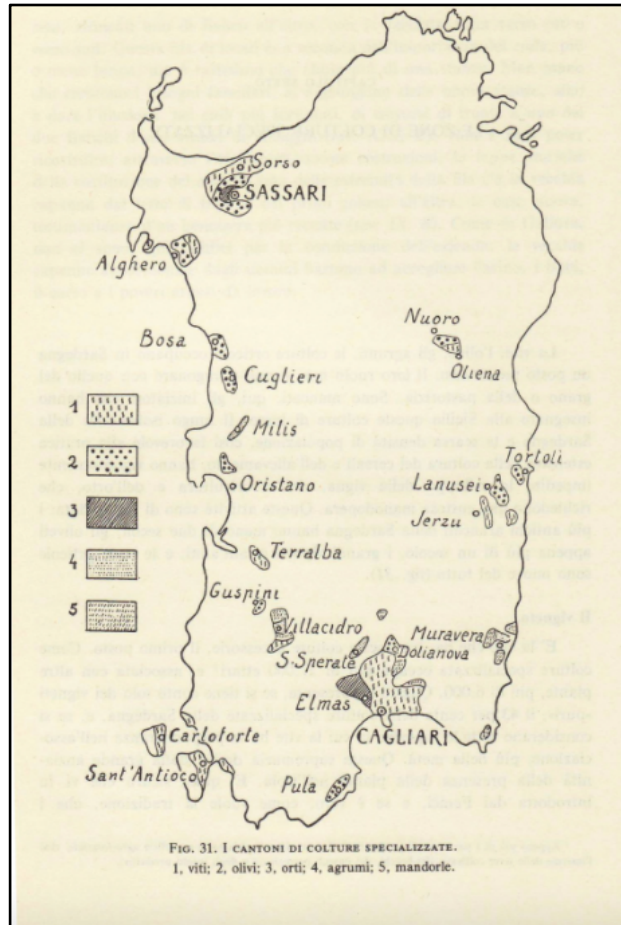 Sorso
SASSARI
Alghero
Nuoro
Oliena
Bosa
Cuglieri
1
Milis
2
Tortolì
Oristano
Lanusei
3
Jerzu
4
Terralba
Guspini
5
Villacidro
Muravera
S. Sperate
Dolianova
Elmas
Carloforte
CAGLIARI
Sant'Antioco
Pula
FIG. 31. I CANTONI DI COLTURE SPECIALIZZATE.
1, viti; 2, olivi; 3, orti; 4, agrumi; 5, mandorle.